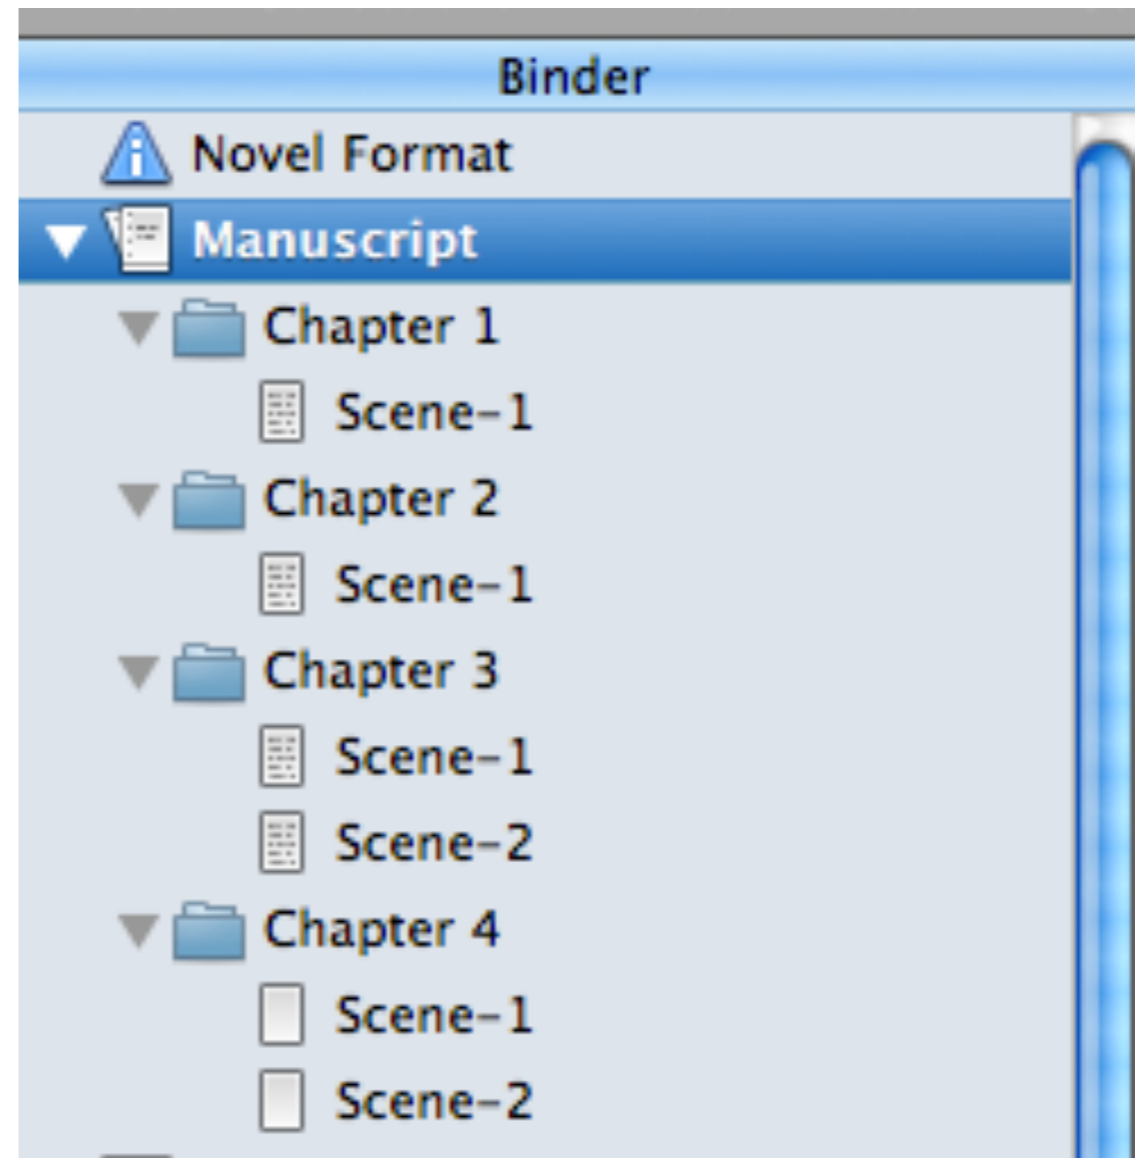 Binder
Novel Format
Manuscript
Chapter 1
Scene-1
Chapter 2
Scene-1
Chapter 3
Scene-1
Scene-2
Chapter 4
Scene-1
Scene-2